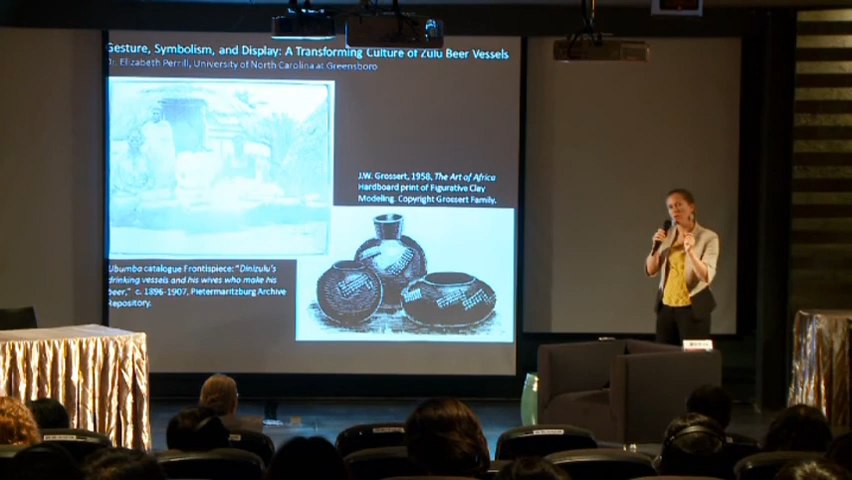 Gesture, Symbolism, and Display: A Transforming Culture of Zulu Beer Vessels
Dr. Elizabeth Perrill, University of North Carolina at Greensboro
J.W. Grossert, 1958, The Art of Africa
Hardboard print of Figurative Clay
Modeling. Copyright Grossert Family.
Ubumba catalogue Frontispiece: “Dinizulu's
drinking vessels and his wives who make his
beer,” c. 1896-1907, Pietermaritzburg Archive
Repository.